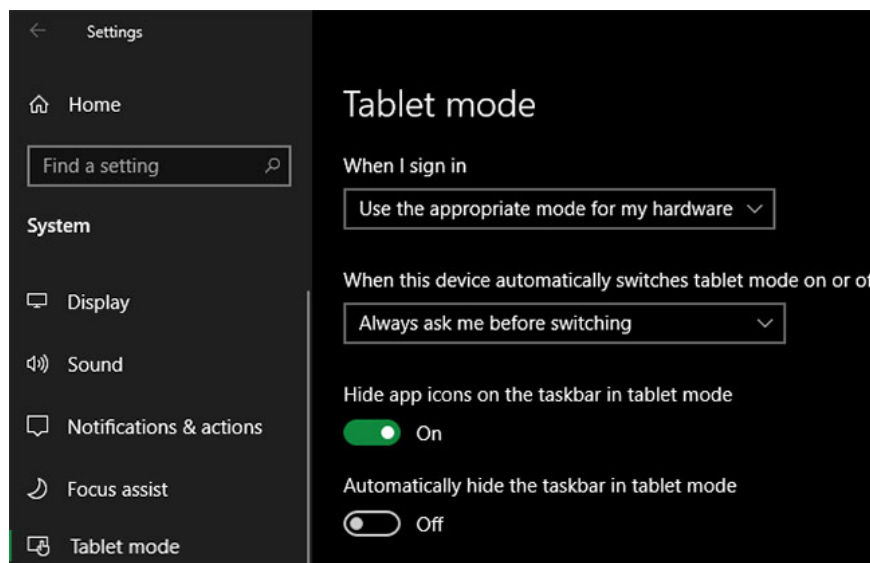 Settings
Home
Find a setting
System
Display
Sound
Notifications & actions
Focus assist
Tablet mode
Tablet mode
When I sign in
Use the appropriate mode for my hardware
When this device automatically switches tablet mode on or
Always ask me before switching
Hide app icons on the taskbar in tablet mode
On
Automatically hide the taskbar in tablet mode
Off